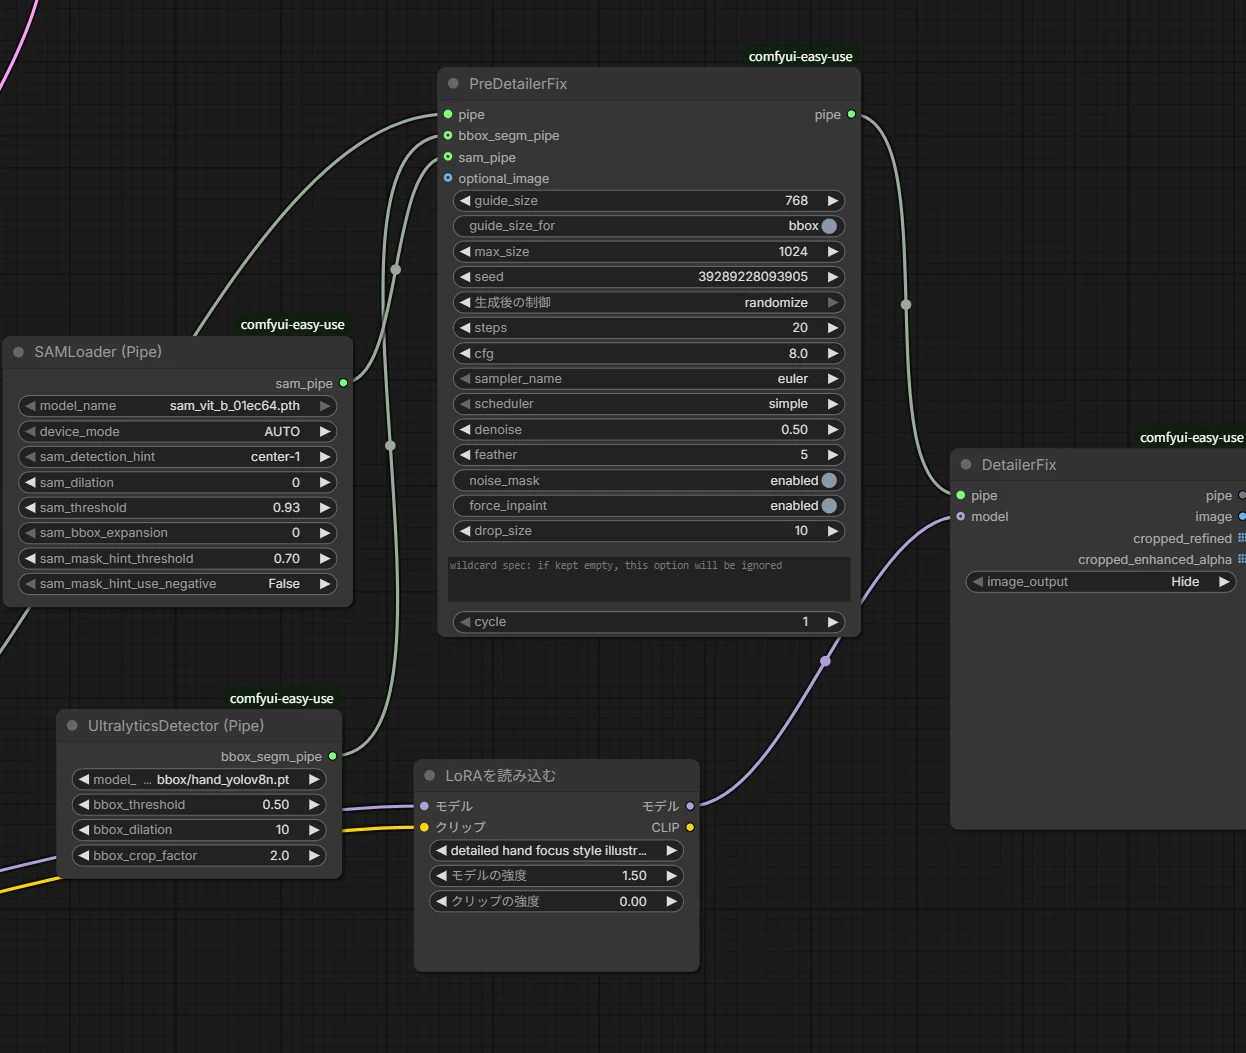 comfyui-easy-use
PreDetailerFix
pipe pipe
bbox_segm_pipe
sam_pipe
optional_image
guide_size 768
guide_size_for bbox
max_size 1024
seed 39289228093905
生成後の制御 randomize
steps 20
cfg 8.0
sampler_name euler
scheduler simple
denoise 0.50
feather 5
noise_mask enabled
force_inpaint enabled
drop_size 10
wildcard spec: if kept empty, this option will be ignored
cycle 1
comfyui-easy-use
SAMLoader (Pipe)
sam_pipe
model_name sam_vit_b_01ec64.pth
device_mode AUTO
sam_detection_hint center-1
sam_dilation 0
sam_threshold 0.93
sam_bbox_expansion 0
sam_mask_hint_threshold 0.70
sam_mask_hint_use_negative False
comfyui-easy-use
DetailerFix
pipe pipe
model image
cropped_refined
cropped_enhanced_alpha
image_output Hide
comfyui-easy-use
UltralyticsDetector (Pipe)
bbox_segm_pipe
model_ ... bbox/hand_yolov8n.pt
bbox_threshold 0.50
bbox_dilation 10
bbox_crop_factor 2.0
LoRAを読み込む
モデル モデル
クリップ CLIP
detailed hand focus style illustr...
モデルの強度 1.50
クリップの強度 0.00